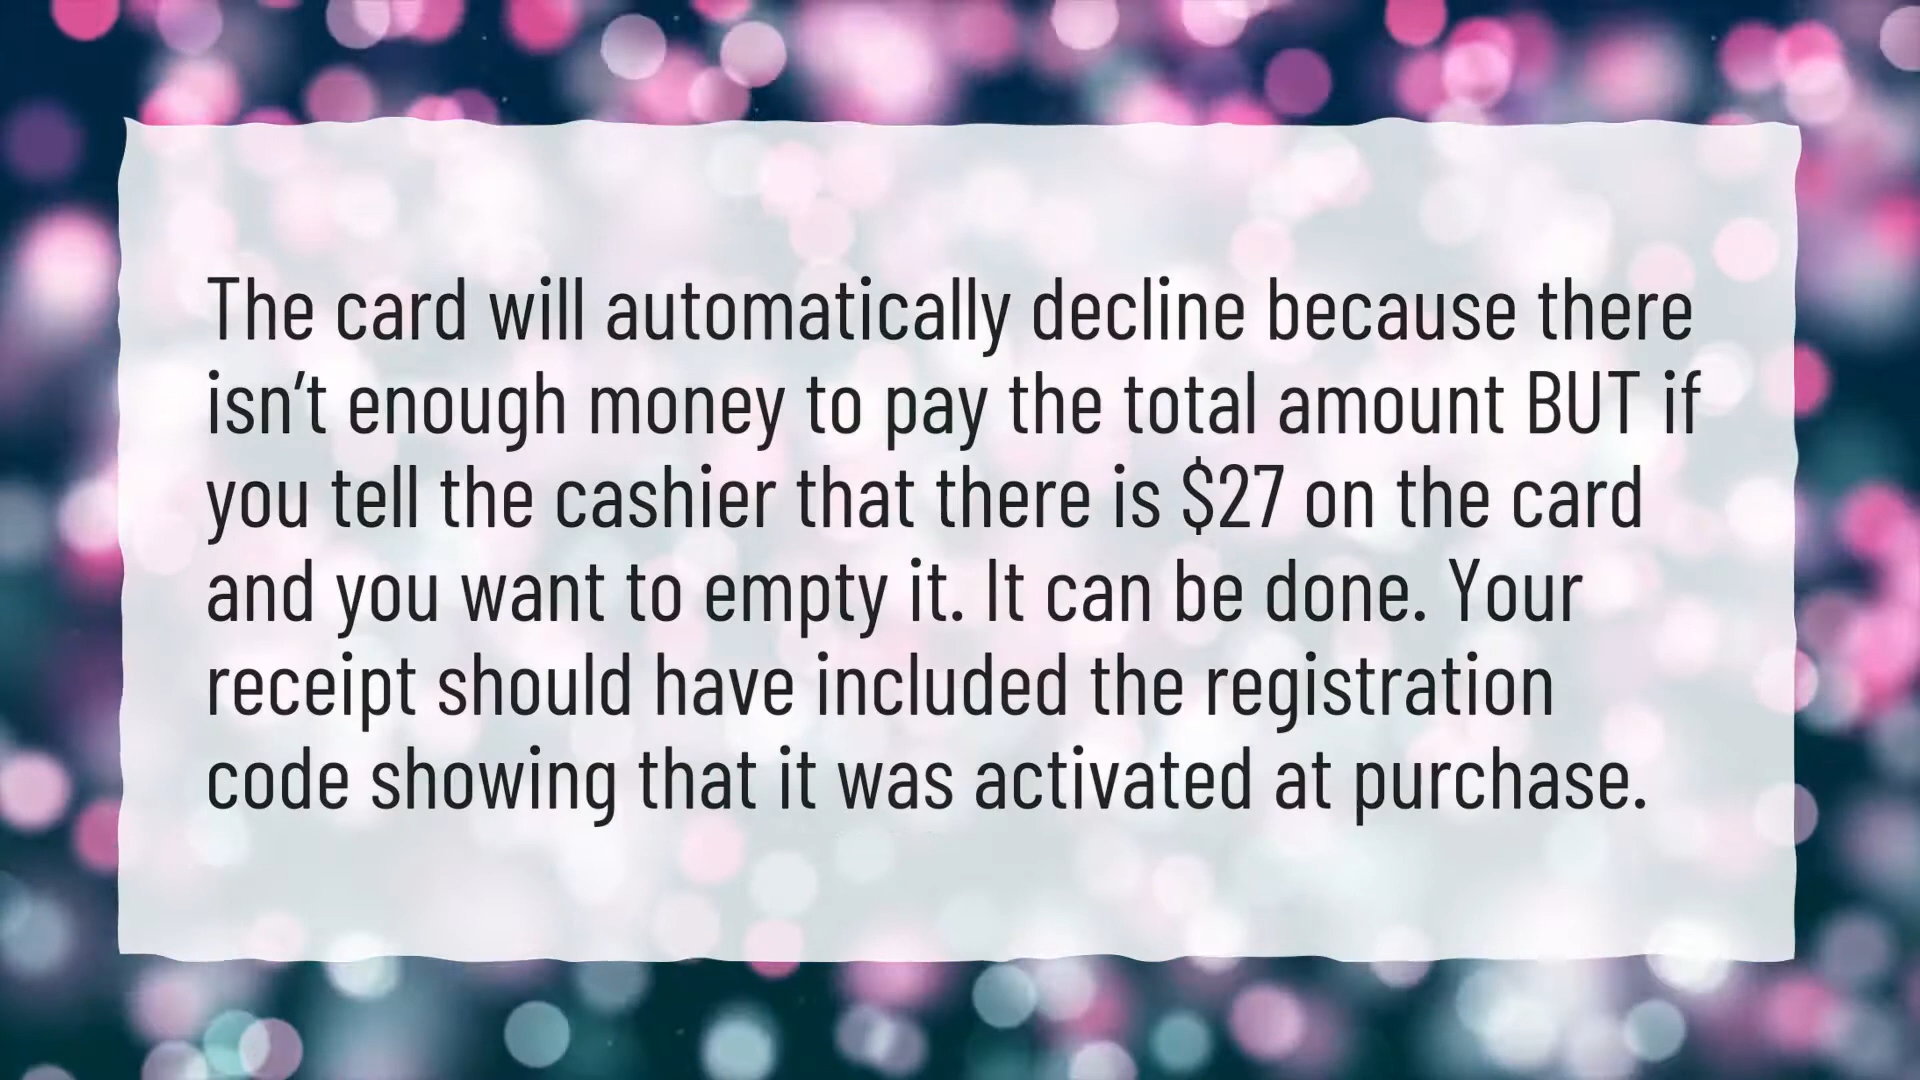 The card will automatically decline because there
isn’t enough money to pay the total amount BUT if
you tell the cashier that there is $27 on the card
and you want to empty it. It can be done. Your
receipt should have included the registration
code showing that it was activated at purchase.